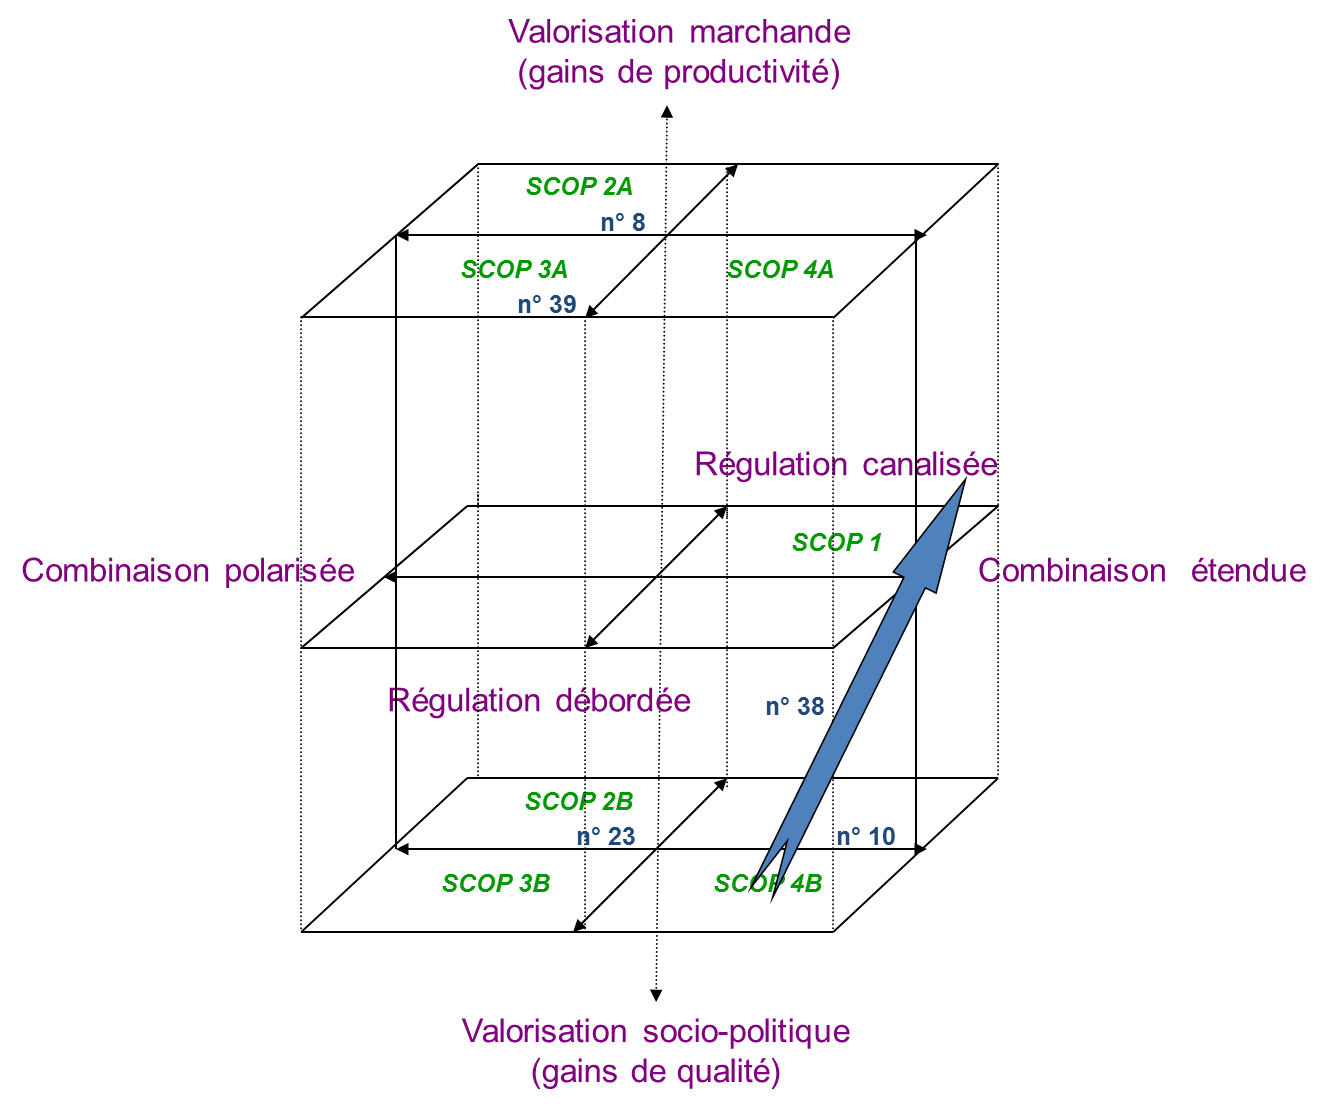 Valorisation marchande
(gains de productivité)
SCOP 2A
n° 8
SCOP 3A
SCOP 4A
n° 39
Régulation canalisée
SCOP 1
Combinaison polarisée
Combinaison étendue
Régulation débordée
n° 38
SCOP 2B
n° 23
n° 10
SCOP 3B
SCOP 4B
Valorisation socio-politique
(gains de qualité)